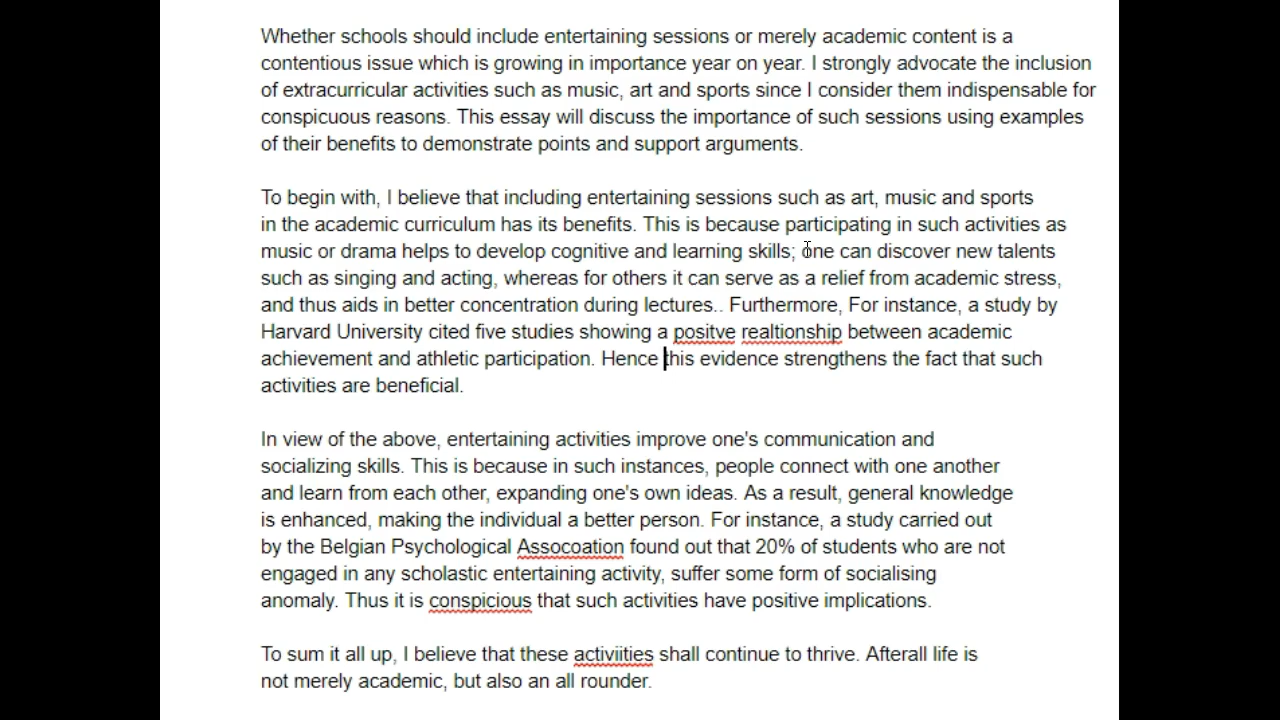 Whether schools should include entertaining sessions or merely academic content is a
contentious issue which is growing in importance year on year. I strongly advocate the inclusion
of extracurricular activities such as music, art and sports since I consider them indispensable for
conspicuous reasons. This essay will discuss the importance of such sessions using examples
of their benefits to demonstrate points and support arguments.
To begin with, I believe that including entertaining sessions such as art, music and sports
in the academic curriculum has its benefits. This is because participating in such activities as
music or drama helps to develop cognitive and learning skills; one can discover new talents
such as singing and acting, whereas for others it can serve as a relief from academic stress,
and thus aids in better concentration during lectures.. Furthermore, For instance, a study by
Harvard University cited five studies showing a positve realtionship between academic
achievement and athletic participation. Hence this evidence strengthens the fact that such
activities are beneficial.
In view of the above, entertaining activities improve one's communication and
socializing skills. This is because in such instances, people connect with one another
and learn from each other, expanding one's own ideas. As a result, general knowledge
is enhanced, making the individual a better person. For instance, a study carried out
by the Belgian Psychological Assocoation found out that 20% of students who are not
engaged in any scholastic entertaining activity, suffer some form of socialising
anomaly. Thus it is conspicious that such activities have positive implications.
To sum it all up, I believe that these activiities shall continue to thrive. Afterall life is
not merely academic, but also an all rounder.